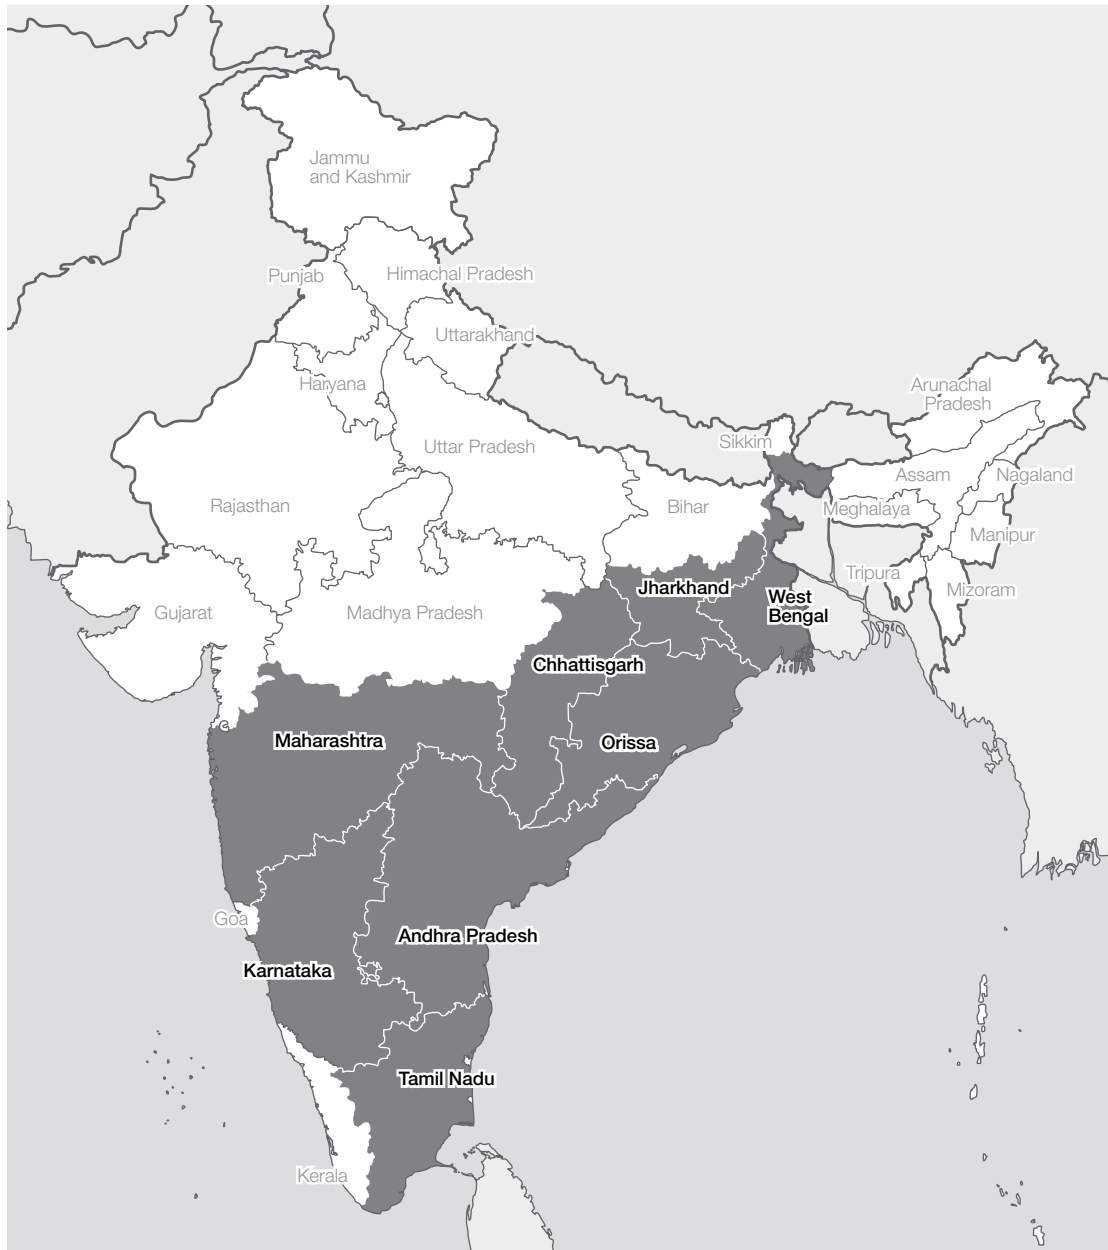 Jammu
and Kashmir
Punjab
Himachal Pradesh
Uttarakhand
Haryana
Arunachal
Pradesh
Sikkim
Uttar Pradesh
Assam
Nagaland
Rajasthan
Bihar
Meghalaya
Manipur
Tripura
Mizoram
Jharkhand
West
Bengal
Gujarat
Madhya Pradesh
Chhattisgarh
Maharashtra
Orissa
Goa
Andhra Pradesh
Karnataka
Tamil Nadu
Kerala